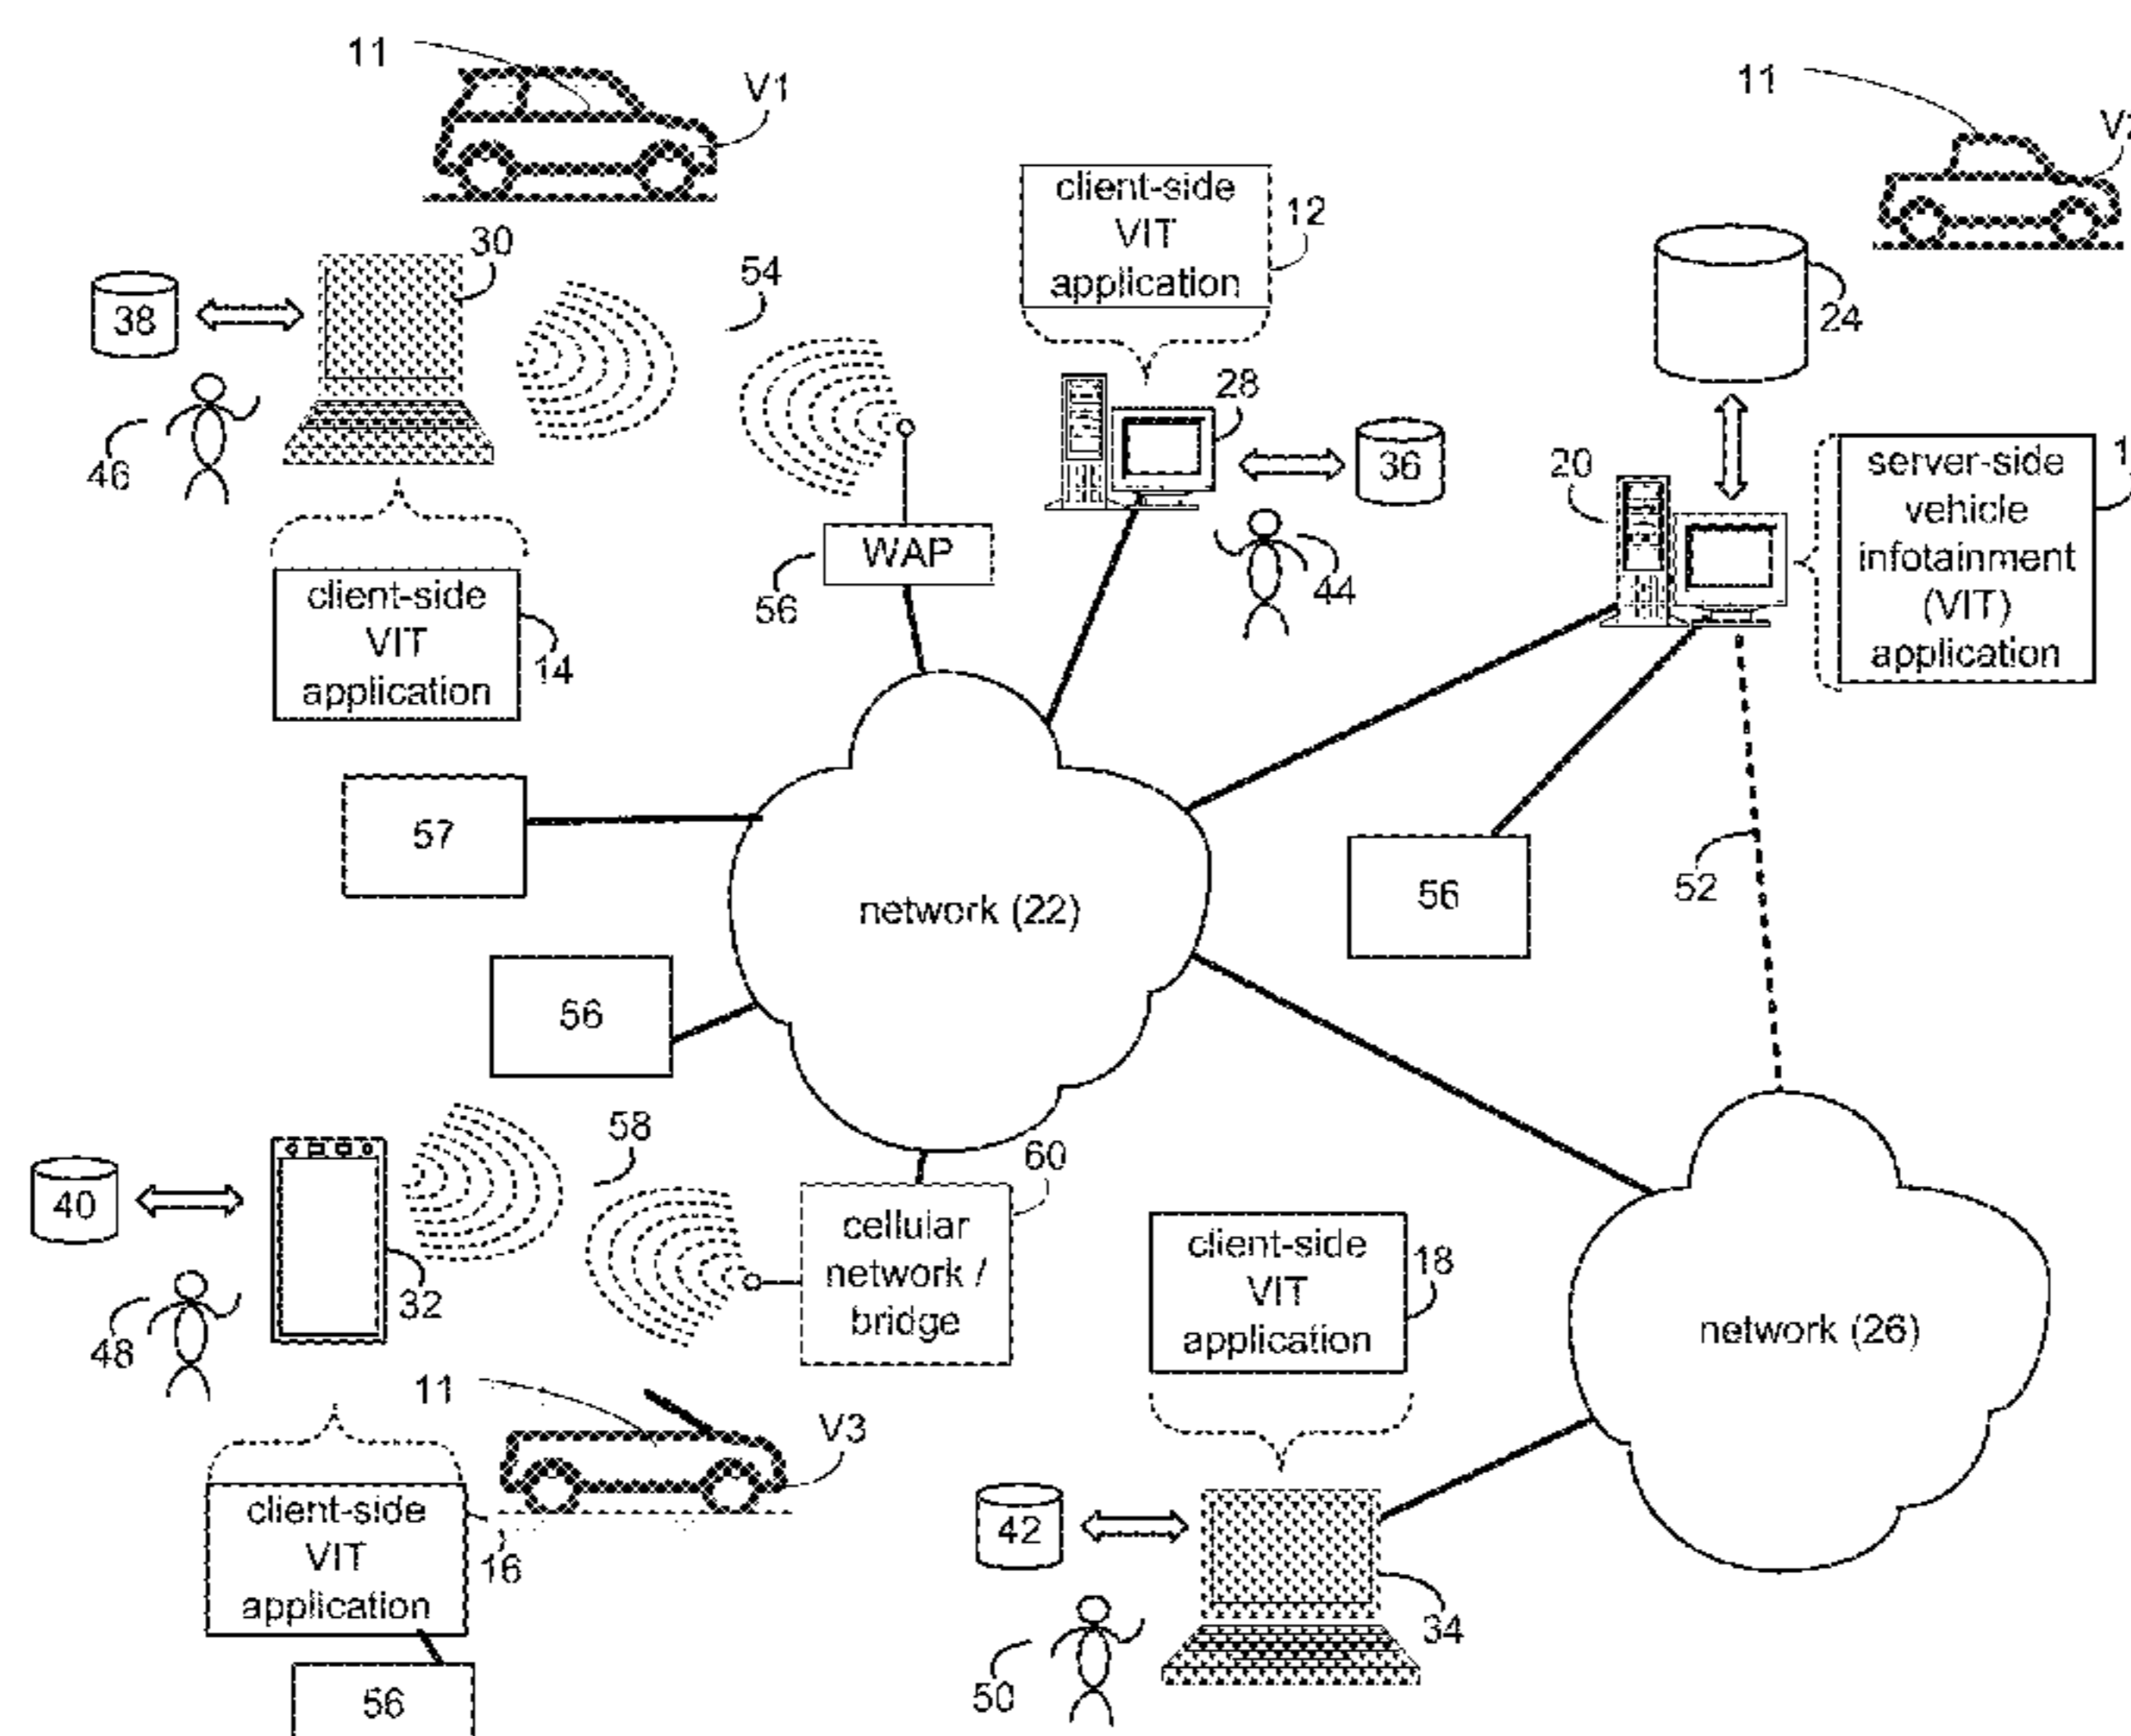 11
V1
11
client-side
VIT
application
12
30
54
24
38
28
46
36
20
server-side
vehicle
infotainment
(VIT)
application
WAP
56
44
client-side
VIT
application
14
57
56
52
network (22)
56
58
60
40
32
cellular
network /
bridge
client-side
VIT
application
18
network (26)
48
11
V3
client-side
VIT
application
16
42
34
50
56